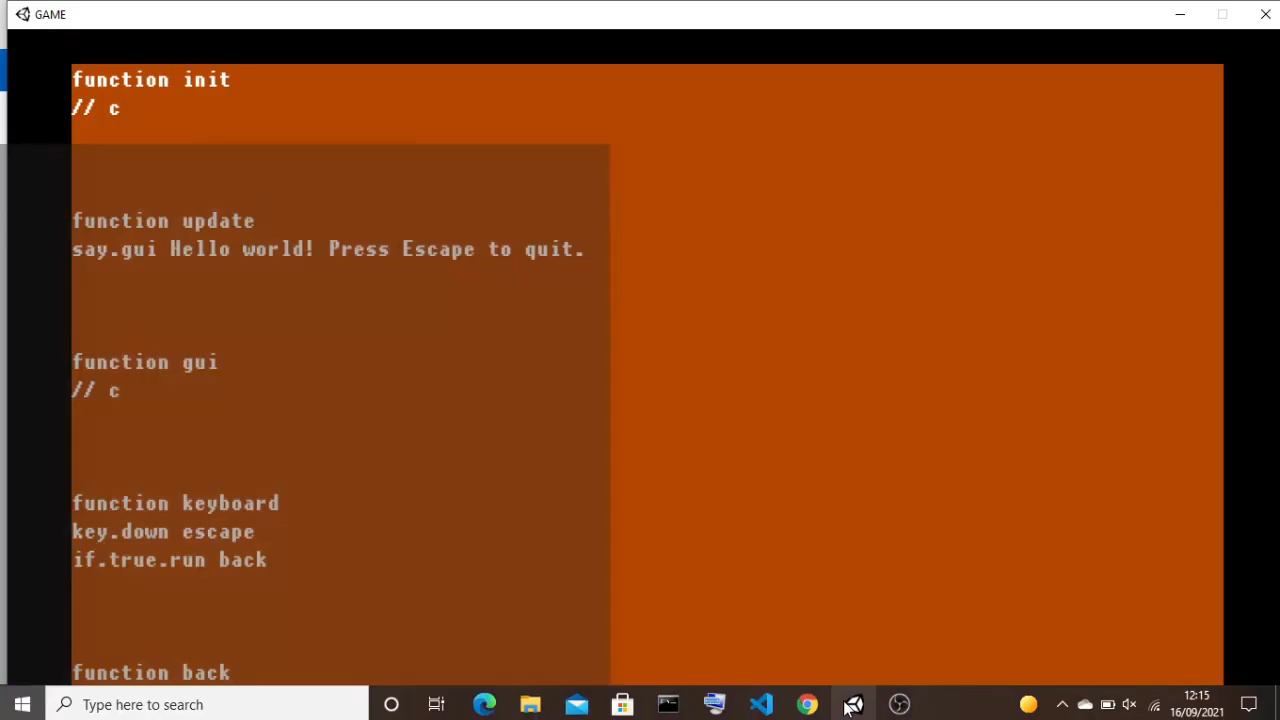 GAME
function init
// c
function update
say.gui Hello world! Press Escape to quit.
function gui
// c
function keyboard
key.down escape
if.true.run back
function back
Type here to search
12:15
16/09/2021